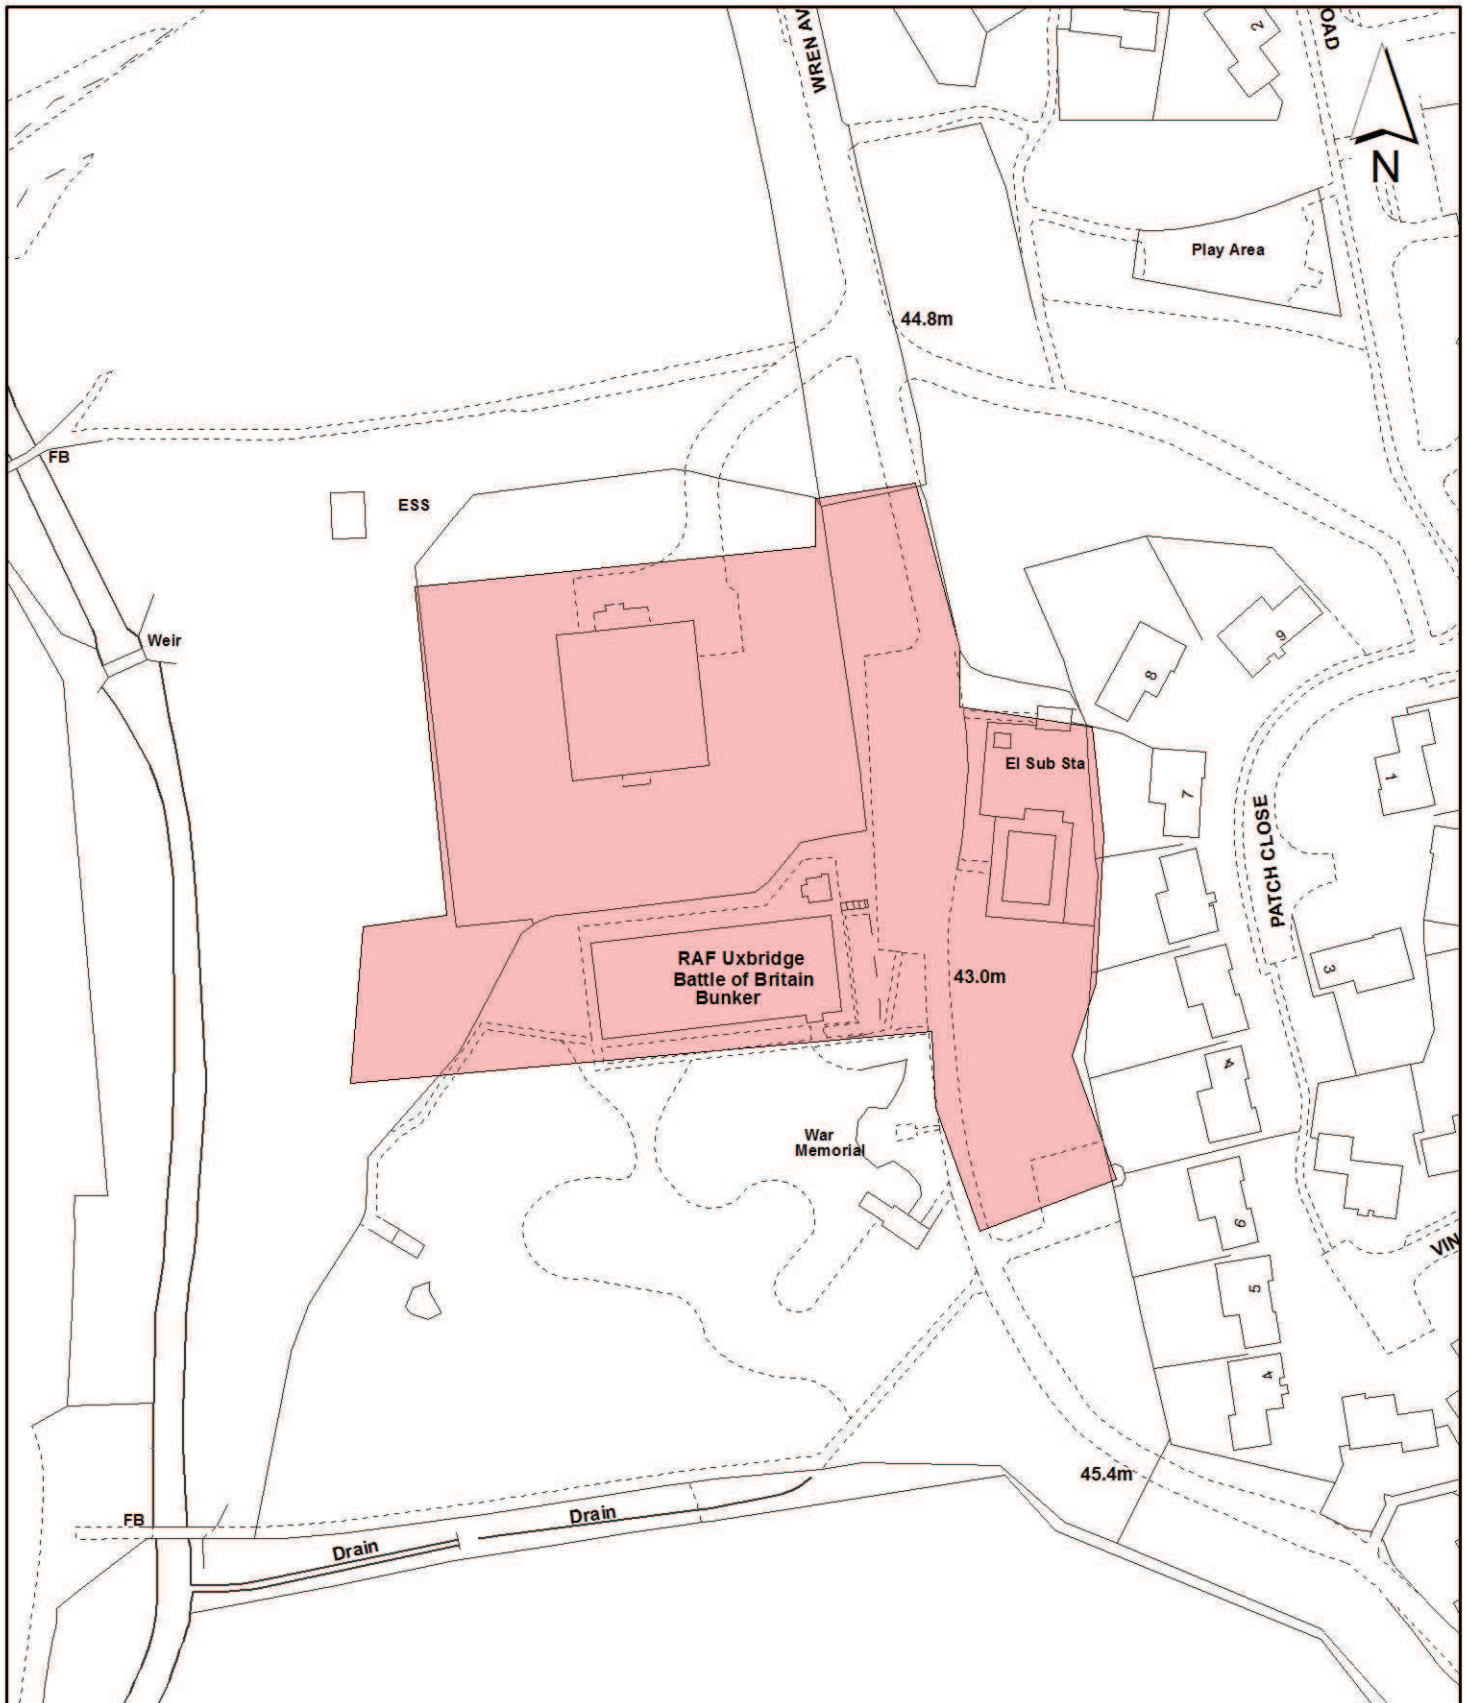 WREN AV
OAD
2
N
Play Area
44.8m
FB
ESS
Weir
9
8
El Sub Sta
7
1
PATCH CLOSE
RAF Uxbridge
Battle of Britain
Bunker
43.0m
3
4
War
Memorial
6
VIN
5
4
45.4m
FB
Drain
Drain